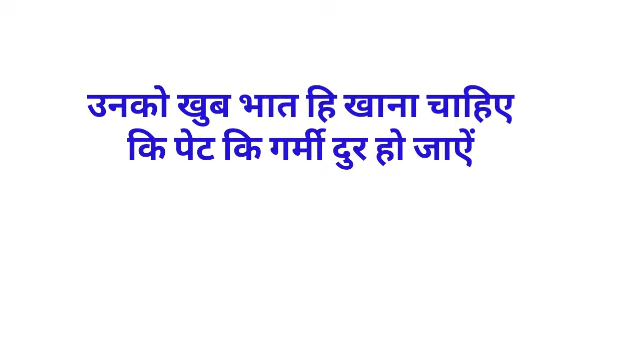 उनको खुब भात हि खाना चाहिए
कि पेट कि गर्मी दुर हो जाऐं